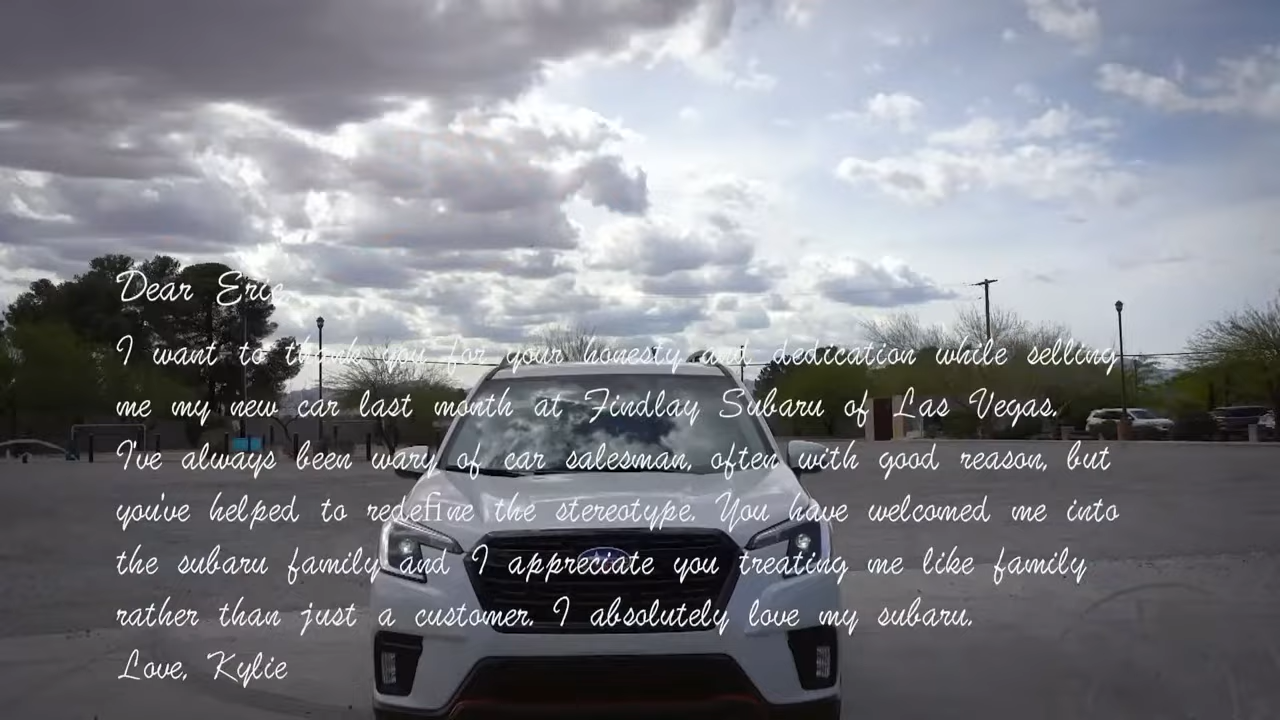 Dear Eric,
I want to thank you for your honesty and dedication while selling
me my new car last month at Findlay Subaru of Las Vegas.
I've always been wary of car salesman, often with good reason, but
you've helped to redefine the stereotype. You have welcomed me into
the subaru family and I appreciate you treating me like family
rather than just a customer. I absolutely love my subaru.
Love, Kylie